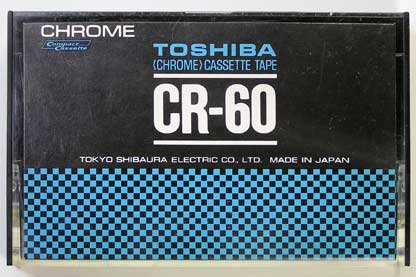 CHROME
Compact Cassette
TOSHIBA
(CHROME) CASSETTE TAPE
CR-60
TOKYO SHIBAURA ELECTRIC CO., LTD. MADE IN JAPAN